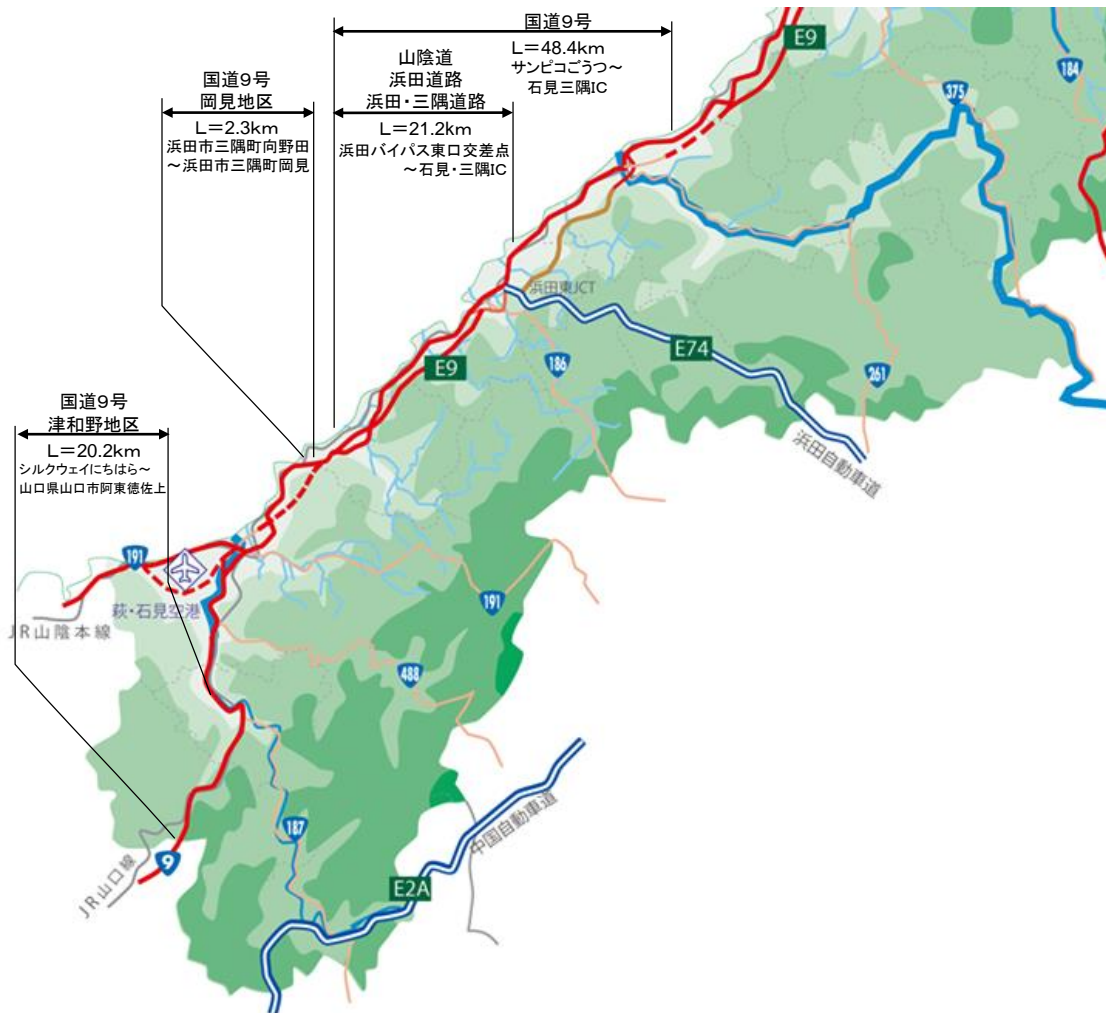 国道9号
L=48.4km
サンピコごうつ～
石見三隅IC
E9
184
375
山陰道
浜田道路
浜田・三隅道路
L=21.2km
浜田バイパス東口交差点
～石見・三隅IC
国道9号
岡見地区
L=2.3km
浜田市三隅町向野田
～浜田市三隅町岡見
浜田東JCT
E74
186
261
E9
浜田自動車道
国道9号
津和野地区
L=20.2km
シルクウェイにちはら～
山口県山口市阿東徳佐上
191
萩・石見空港
JR山陰本線
191
488
187
中国自動車道
9
JR山口線
E2A